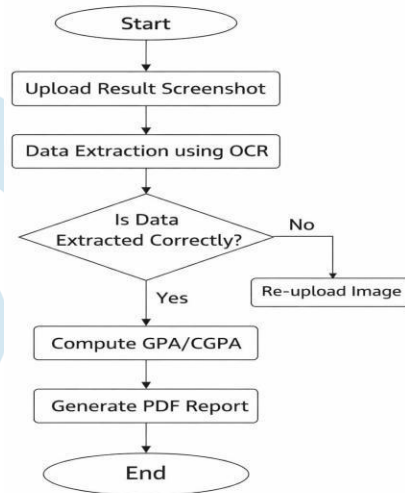 Start
Upload Result Screenshot
Data Extraction using OCR
Is Data
Extracted Correctly?
No
Re-upload Image
Yes
Compute GPA/CGPA
Generate PDF Report
End